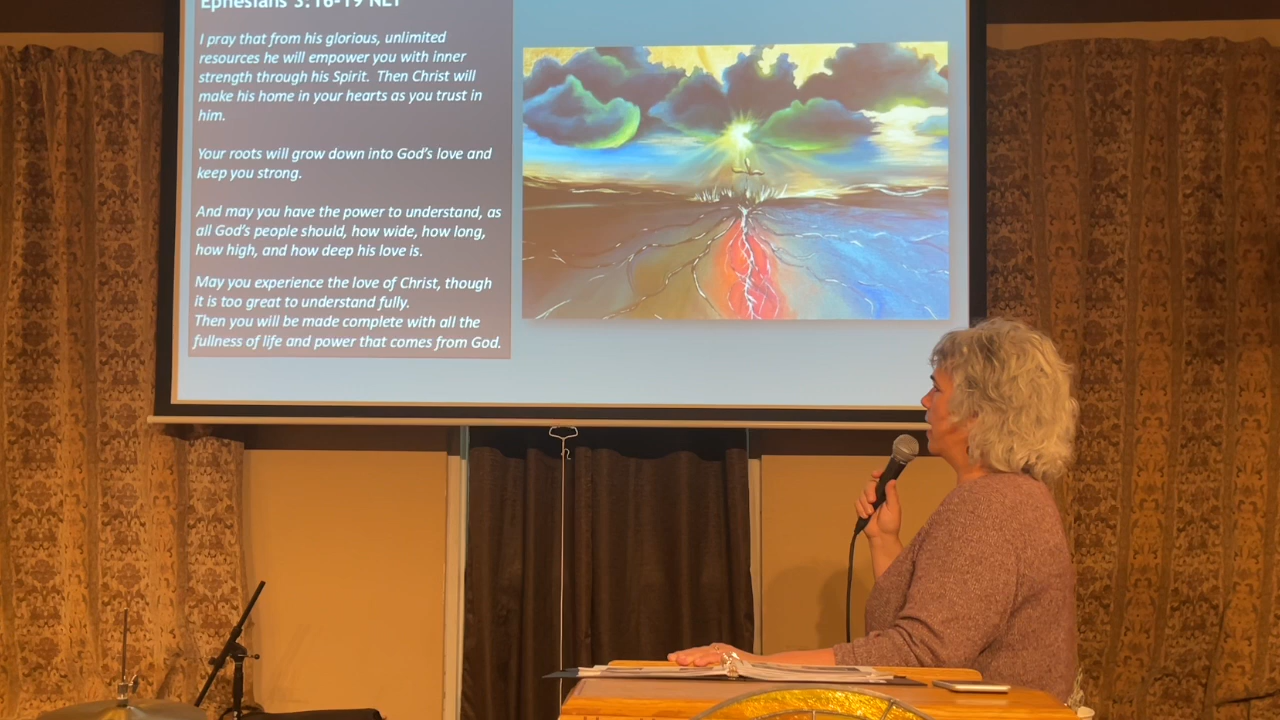 Ephesians 3:16-19 NLT
I pray that from his glorious, unlimited
resources he will empower you with inner
strength through his Spirit. Then Christ will
make his home in your hearts as you trust in
him.
Your roots will grow down into God's love and
keep you strong.
And may you have the power to understand, as
all God's people should, how wide, how long,
how high, and how deep his love is.
May you experience the love of Christ, though
it is too great to understand fully.
Then you will be made complete with all the
fullness of life and power that comes from God.